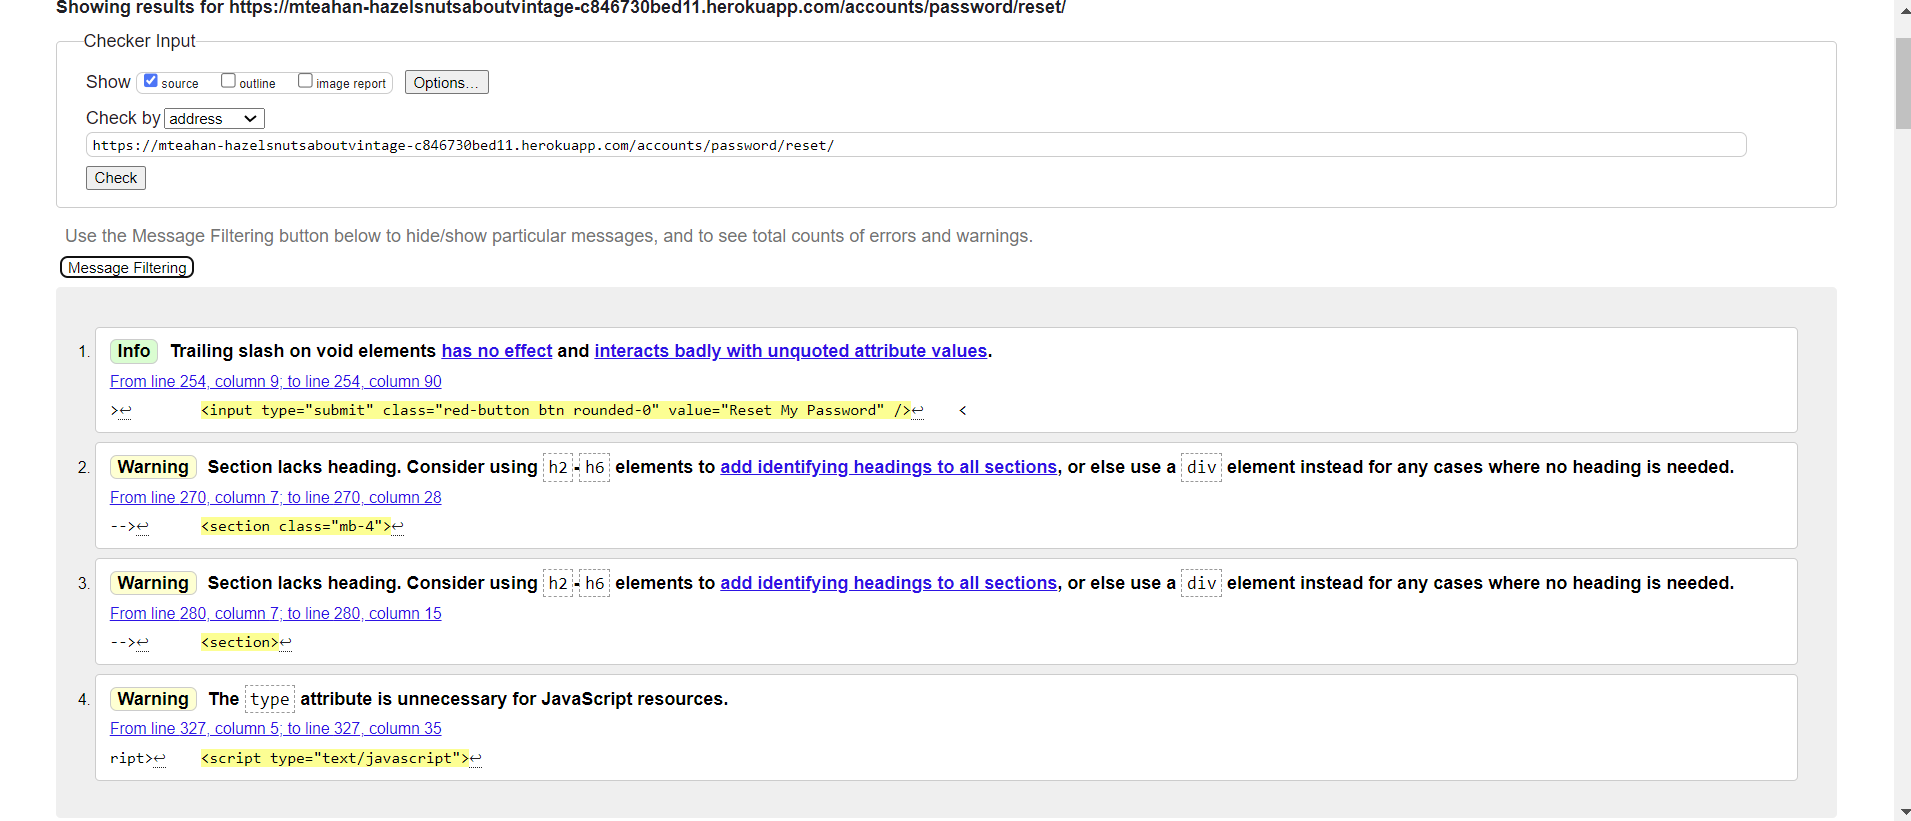 Showing results for https://mteahan-hazelsnutsaboutvintage-c846730bed11.herokuapp.com/accounts/password/reset/
Checker Input
Show source outline image report Options...
Check by address
https://mteahan-hazelsnutsaboutvintage-c846730bed11.herokuapp.com/accounts/password/reset/
Check
Use the Message Filtering button below to hide/show particular messages, and to see total counts of errors and warnings.
Message Filtering
1. Info Trailing slash on void elements has no effect and interacts badly with unquoted attribute values.
From line 254, column 9; to line 254, column 90
>↩ <input type="submit" class="red-button btn rounded-0" value="Reset My Password" />↩ <
2. Warning Section lacks heading. Consider using h2-h6 elements to add identifying headings to all sections, or else use a div element instead for any cases where no heading is needed.
From line 270, column 7; to line 270, column 28
-->↩ <section class="mb-4">↩
3. Warning Section lacks heading. Consider using h2-h6 elements to add identifying headings to all sections, or else use a div element instead for any cases where no heading is needed.
From line 280, column 7; to line 280, column 15
-->↩ <section>↩
4. Warning The type attribute is unnecessary for JavaScript resources.
From line 327, column 5; to line 327, column 35
ript>↩ <script type="text/javascript">↩